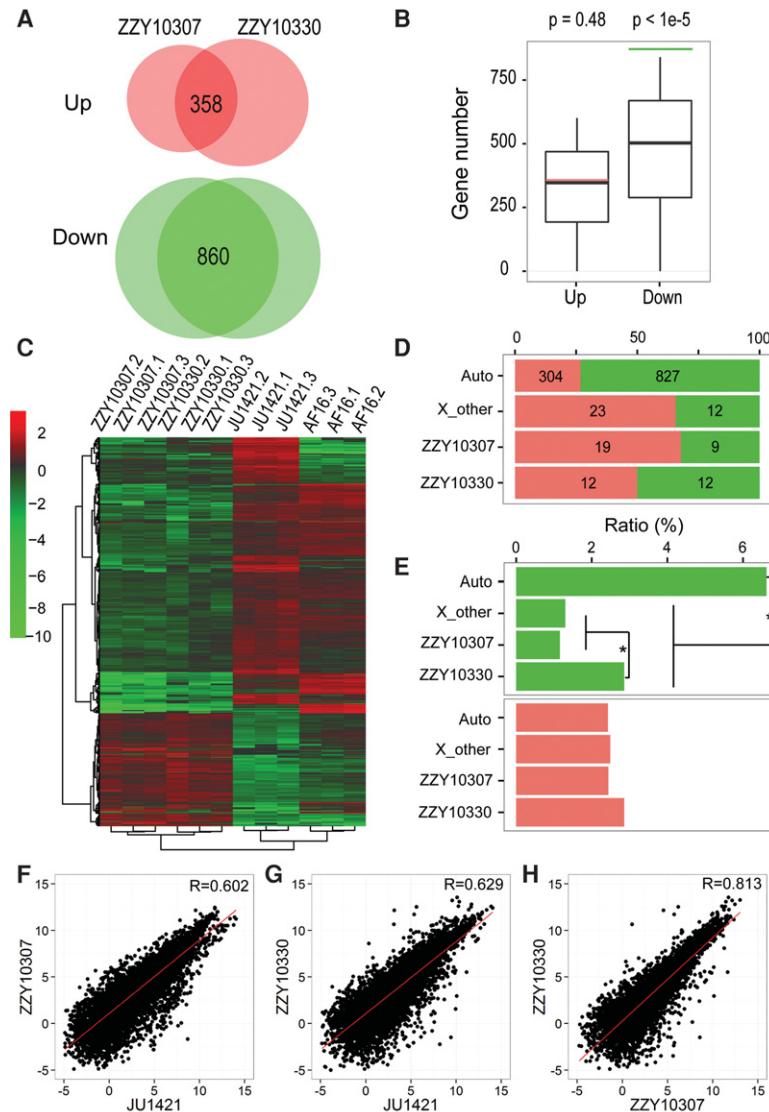 A
ZZY10307 ZZY10330
Up
358
Down
860
B
p = 0.48 p < 1e-5
Gene number
750
500
250
0
Up Down
C
ZZY10307.2
ZZY10307.1
ZZY10307.3
ZZY10330.2
ZZY10330.1
ZZY10330.3
JU1421.2
JU1421.1
JU1421.3
AF16.3
AF16.1
AF16.2
2
0
−2
−4
−6
−8
−10
D
0 50 100
Auto 304 827
X_other 23 12
ZZY10307 19 9
ZZY10330 12 12
Ratio (%)
E
0 2 4 6
Auto
X_other
ZZY10307
ZZY10330
*
*
Auto
X_other
ZZY10307
ZZY10330
F
R=0.602
ZZY10307
15
10
5
0
-5
-5 0 5 10 15
JU1421
G
R=0.629
ZZY10330
15
10
5
0
-5
-5 0 5 10 15
JU1421
H
R=0.813
ZZY10330
15
10
5
0
-5
-5 0 5 10 15
ZZY10307